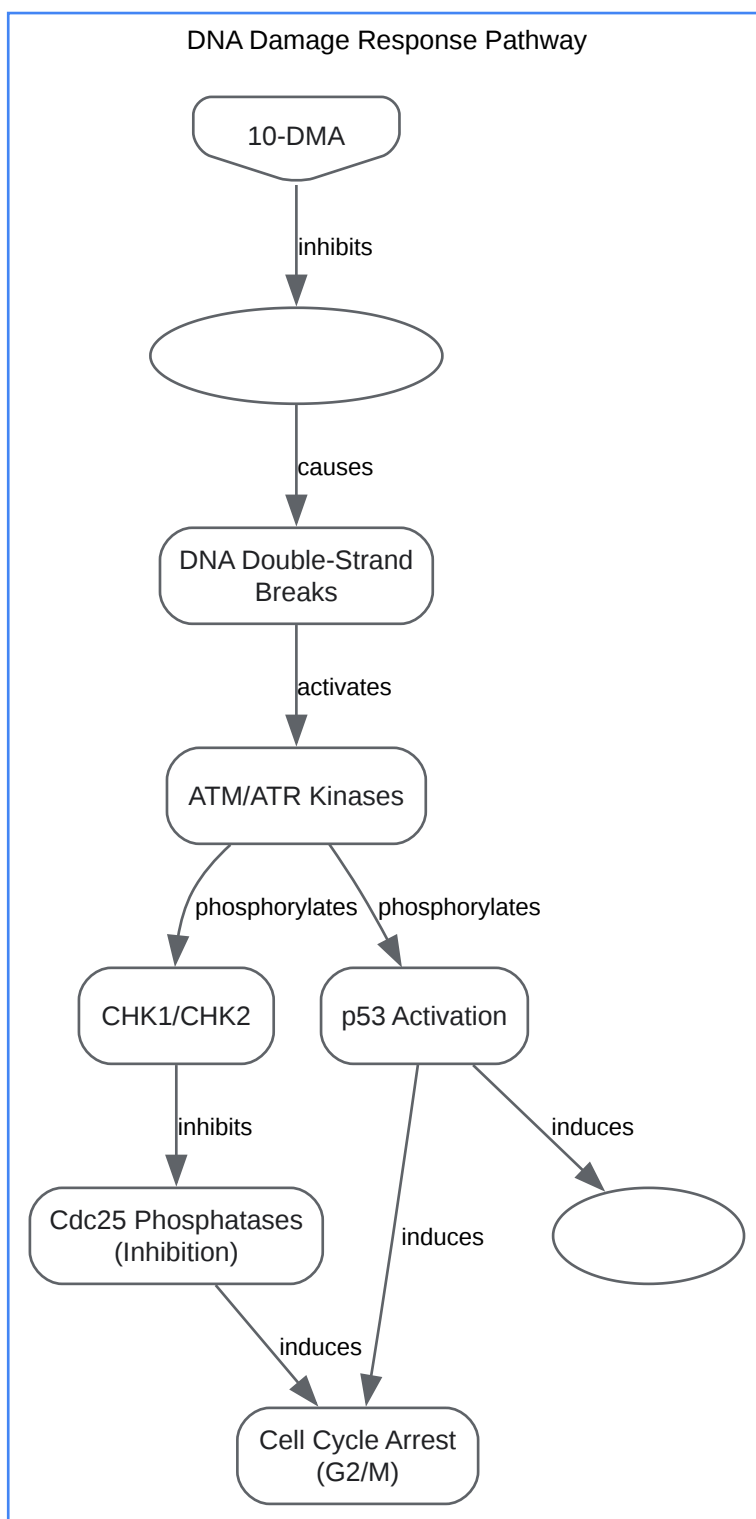 DNA Damage Response Pathway
10-DMA
inhibits
causes
DNA Double-Strand
Breaks
activates
ATM/ATR Kinases
phosphorylates
phosphorylates
CHK1/CHK2
p53 Activation
inhibits
induces
Cdc25 Phosphatases
(Inhibition)
induces
induces
Cell Cycle Arrest
(G2/M)